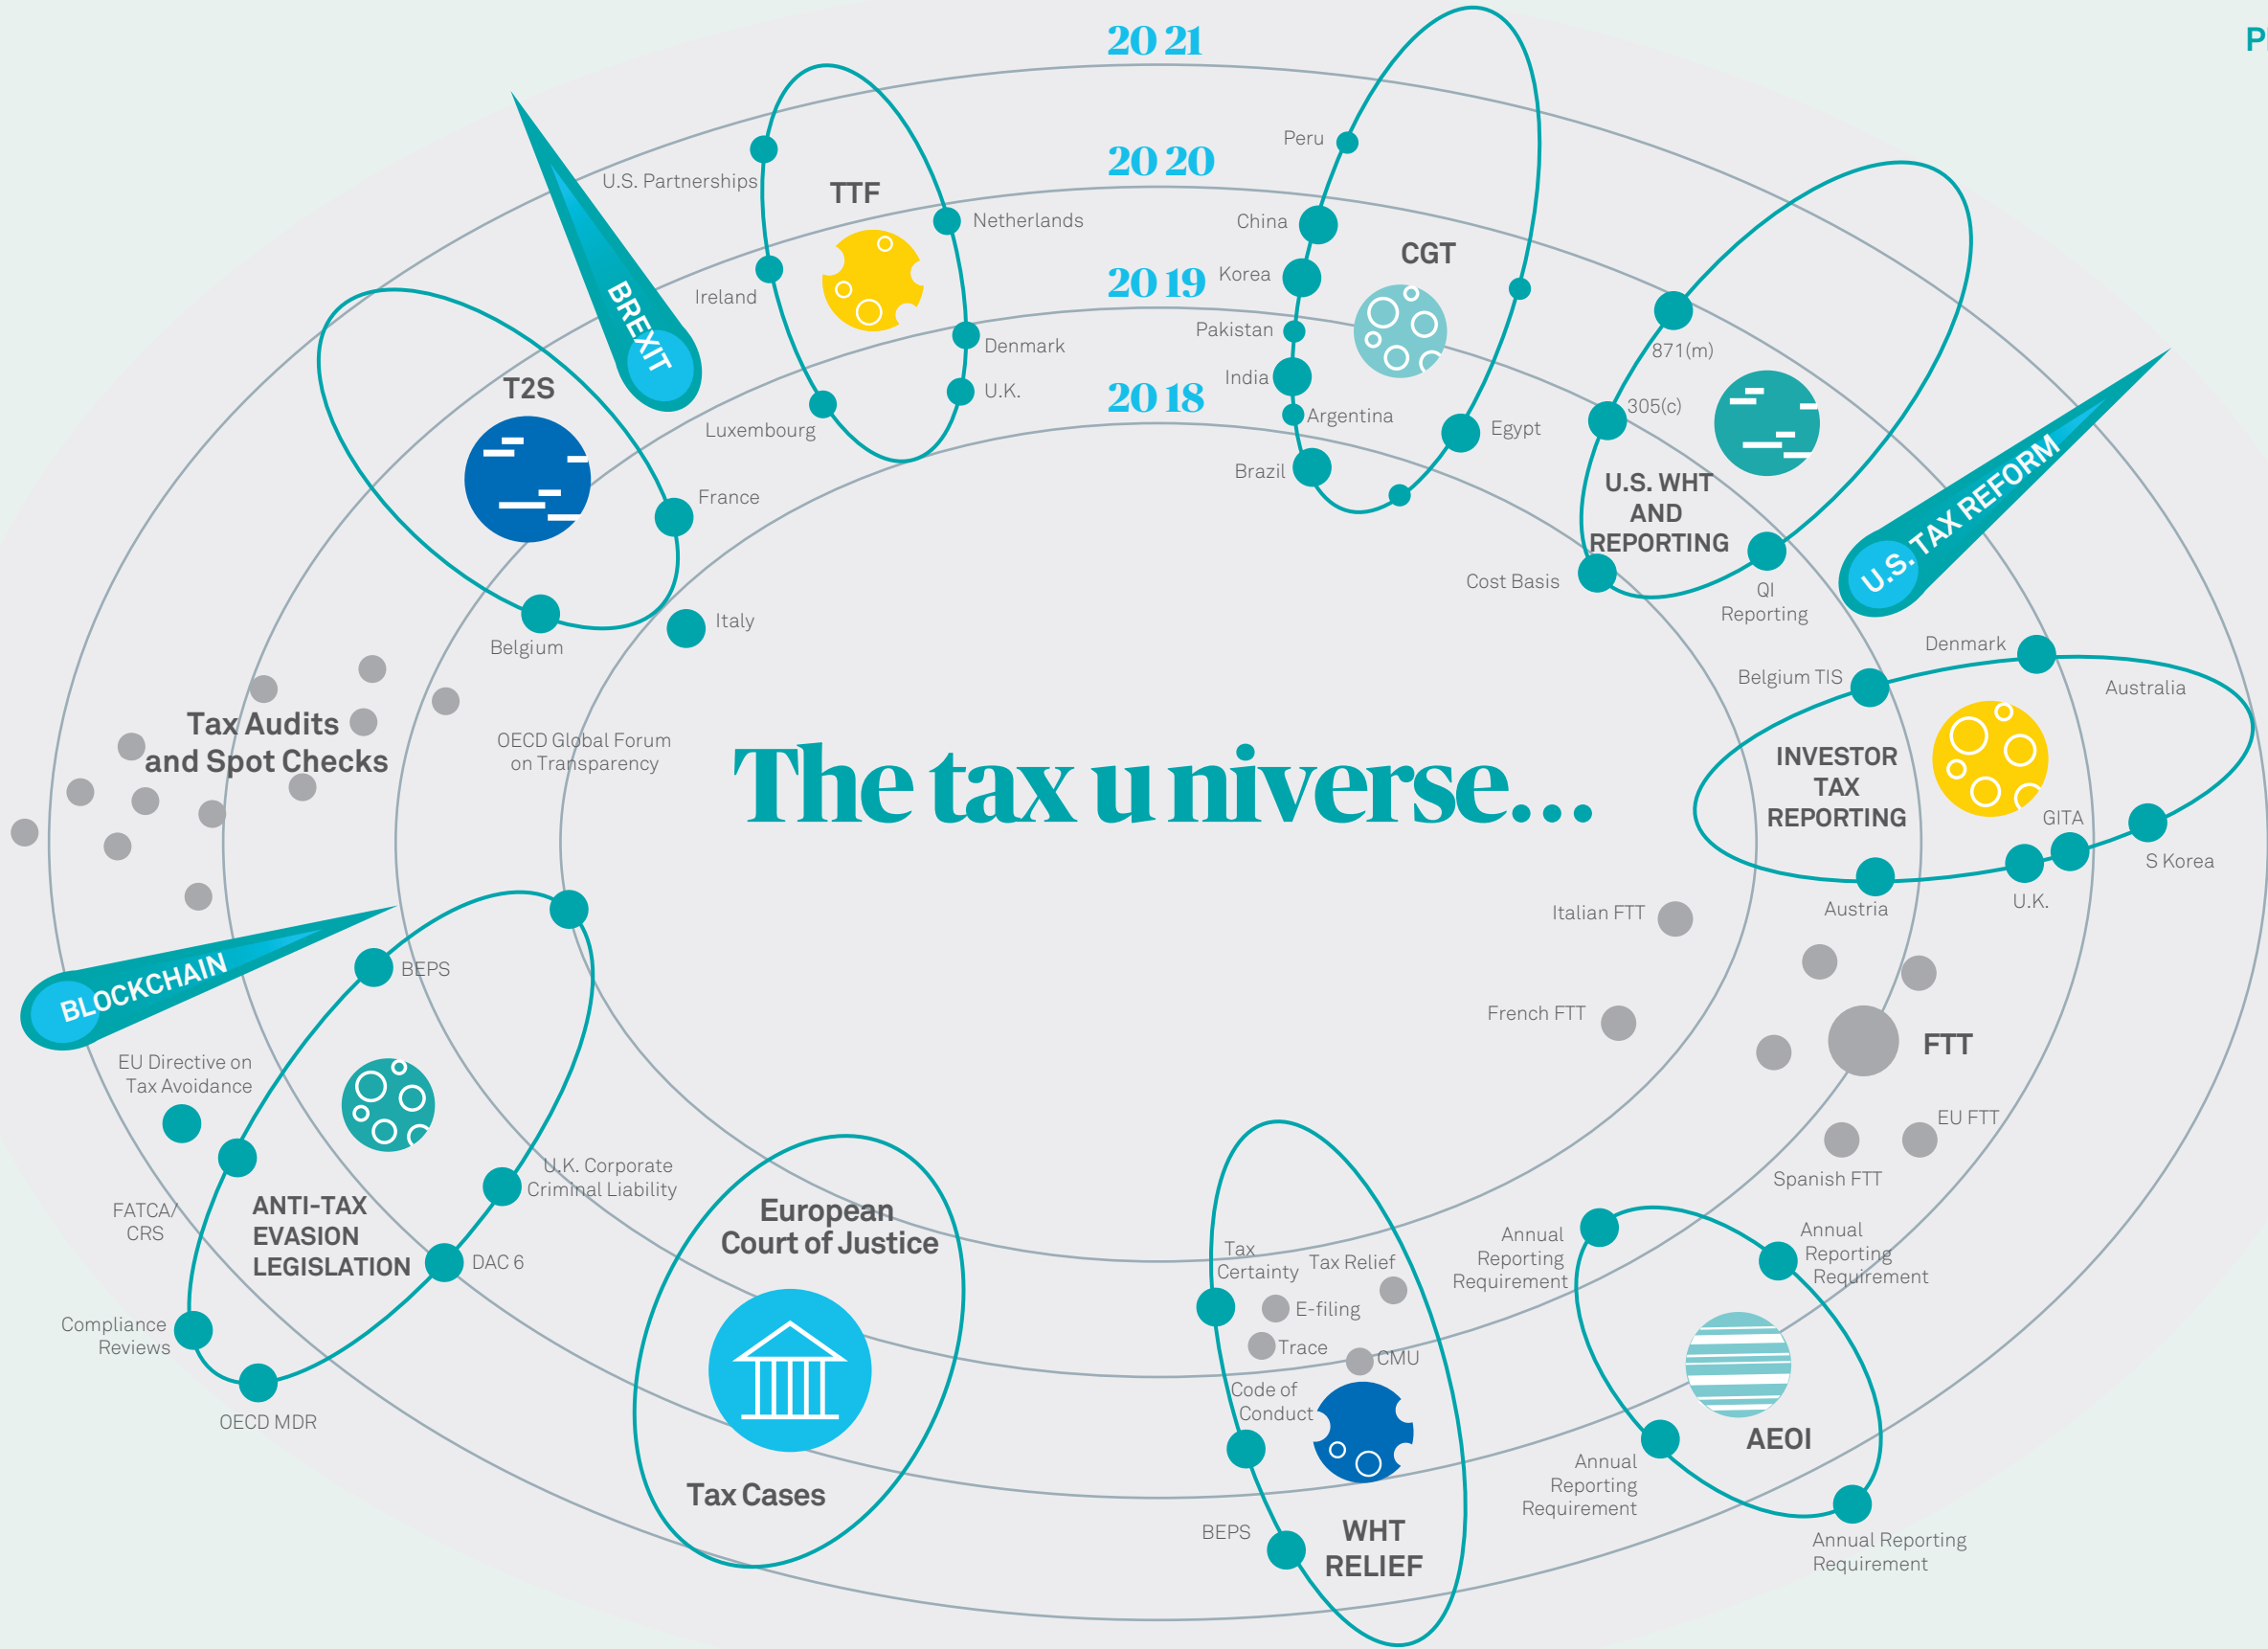 2021
P
2020
2019
2018
U.S. Partnerships
TTF
Netherlands
Ireland
Denmark
U.K.
Luxembourg
BREXIT
T2S
France
Belgium
Italy
Peru
China
CGT
Korea
Pakistan
India
Argentina
Egypt
Brazil
871(m)
305(c)
U.S. WHT
AND
REPORTING
Cost Basis
QI
Reporting
U.S. TAX REFORM
Denmark
Belgium TIS
Australia
INVESTOR
TAX
REPORTING
GITA
S Korea
U.K.
Austria
Tax Audits
and Spot Checks
OECD Global Forum
on Transparency
The tax universe...
Italian FTT
French FTT
FTT
EU FTT
Spanish FTT
BLOCKCHAIN
BEPS
EU Directive on
Tax Avoidance
FATCA/
CRS
ANTI-TAX
EVASION
LEGISLATION
U.K. Corporate
Criminal Liability
DAC 6
Compliance
Reviews
OECD MDR
European
Court of Justice
Tax Cases
Tax
Certainty
Tax Relief
E-filing
Trace
CMU
Code of
Conduct
BEPS
WHT
RELIEF
Annual
Reporting
Requirement
Annual
Reporting
Requirement
AEOI
Annual
Reporting
Requirement
Annual Reporting
Requirement